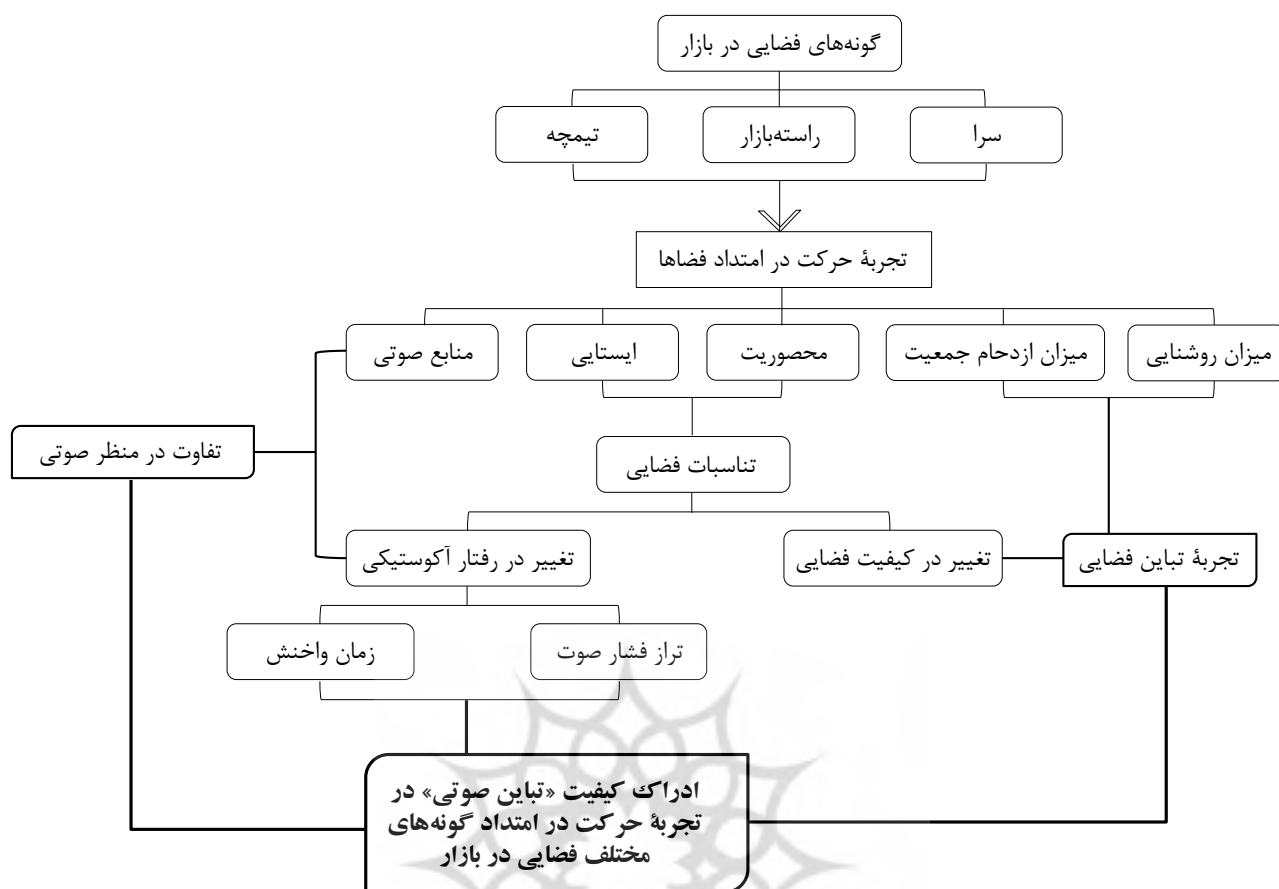 گونه‌های فضایی در بازار
سرا
راسته‌بازار
تیمچه
تجربهٔ حرکت در امتداد فضاها
میزان روشنایی
میزان ازدحام جمعیت
محصوریت
ایستایی
منابع صوتی
تفاوت در منظر صوتی
تناسبات فضایی
تجربهٔ تباین فضایی
تغییر در کیفیت فضایی
تغییر در رفتار آکوستیکی
تراز فشار صوت
زمان واخنش
ادراک کیفیت «تباین صوتی» در
تجربهٔ حرکت در امتداد گونه‌های
مختلف فضایی در بازار